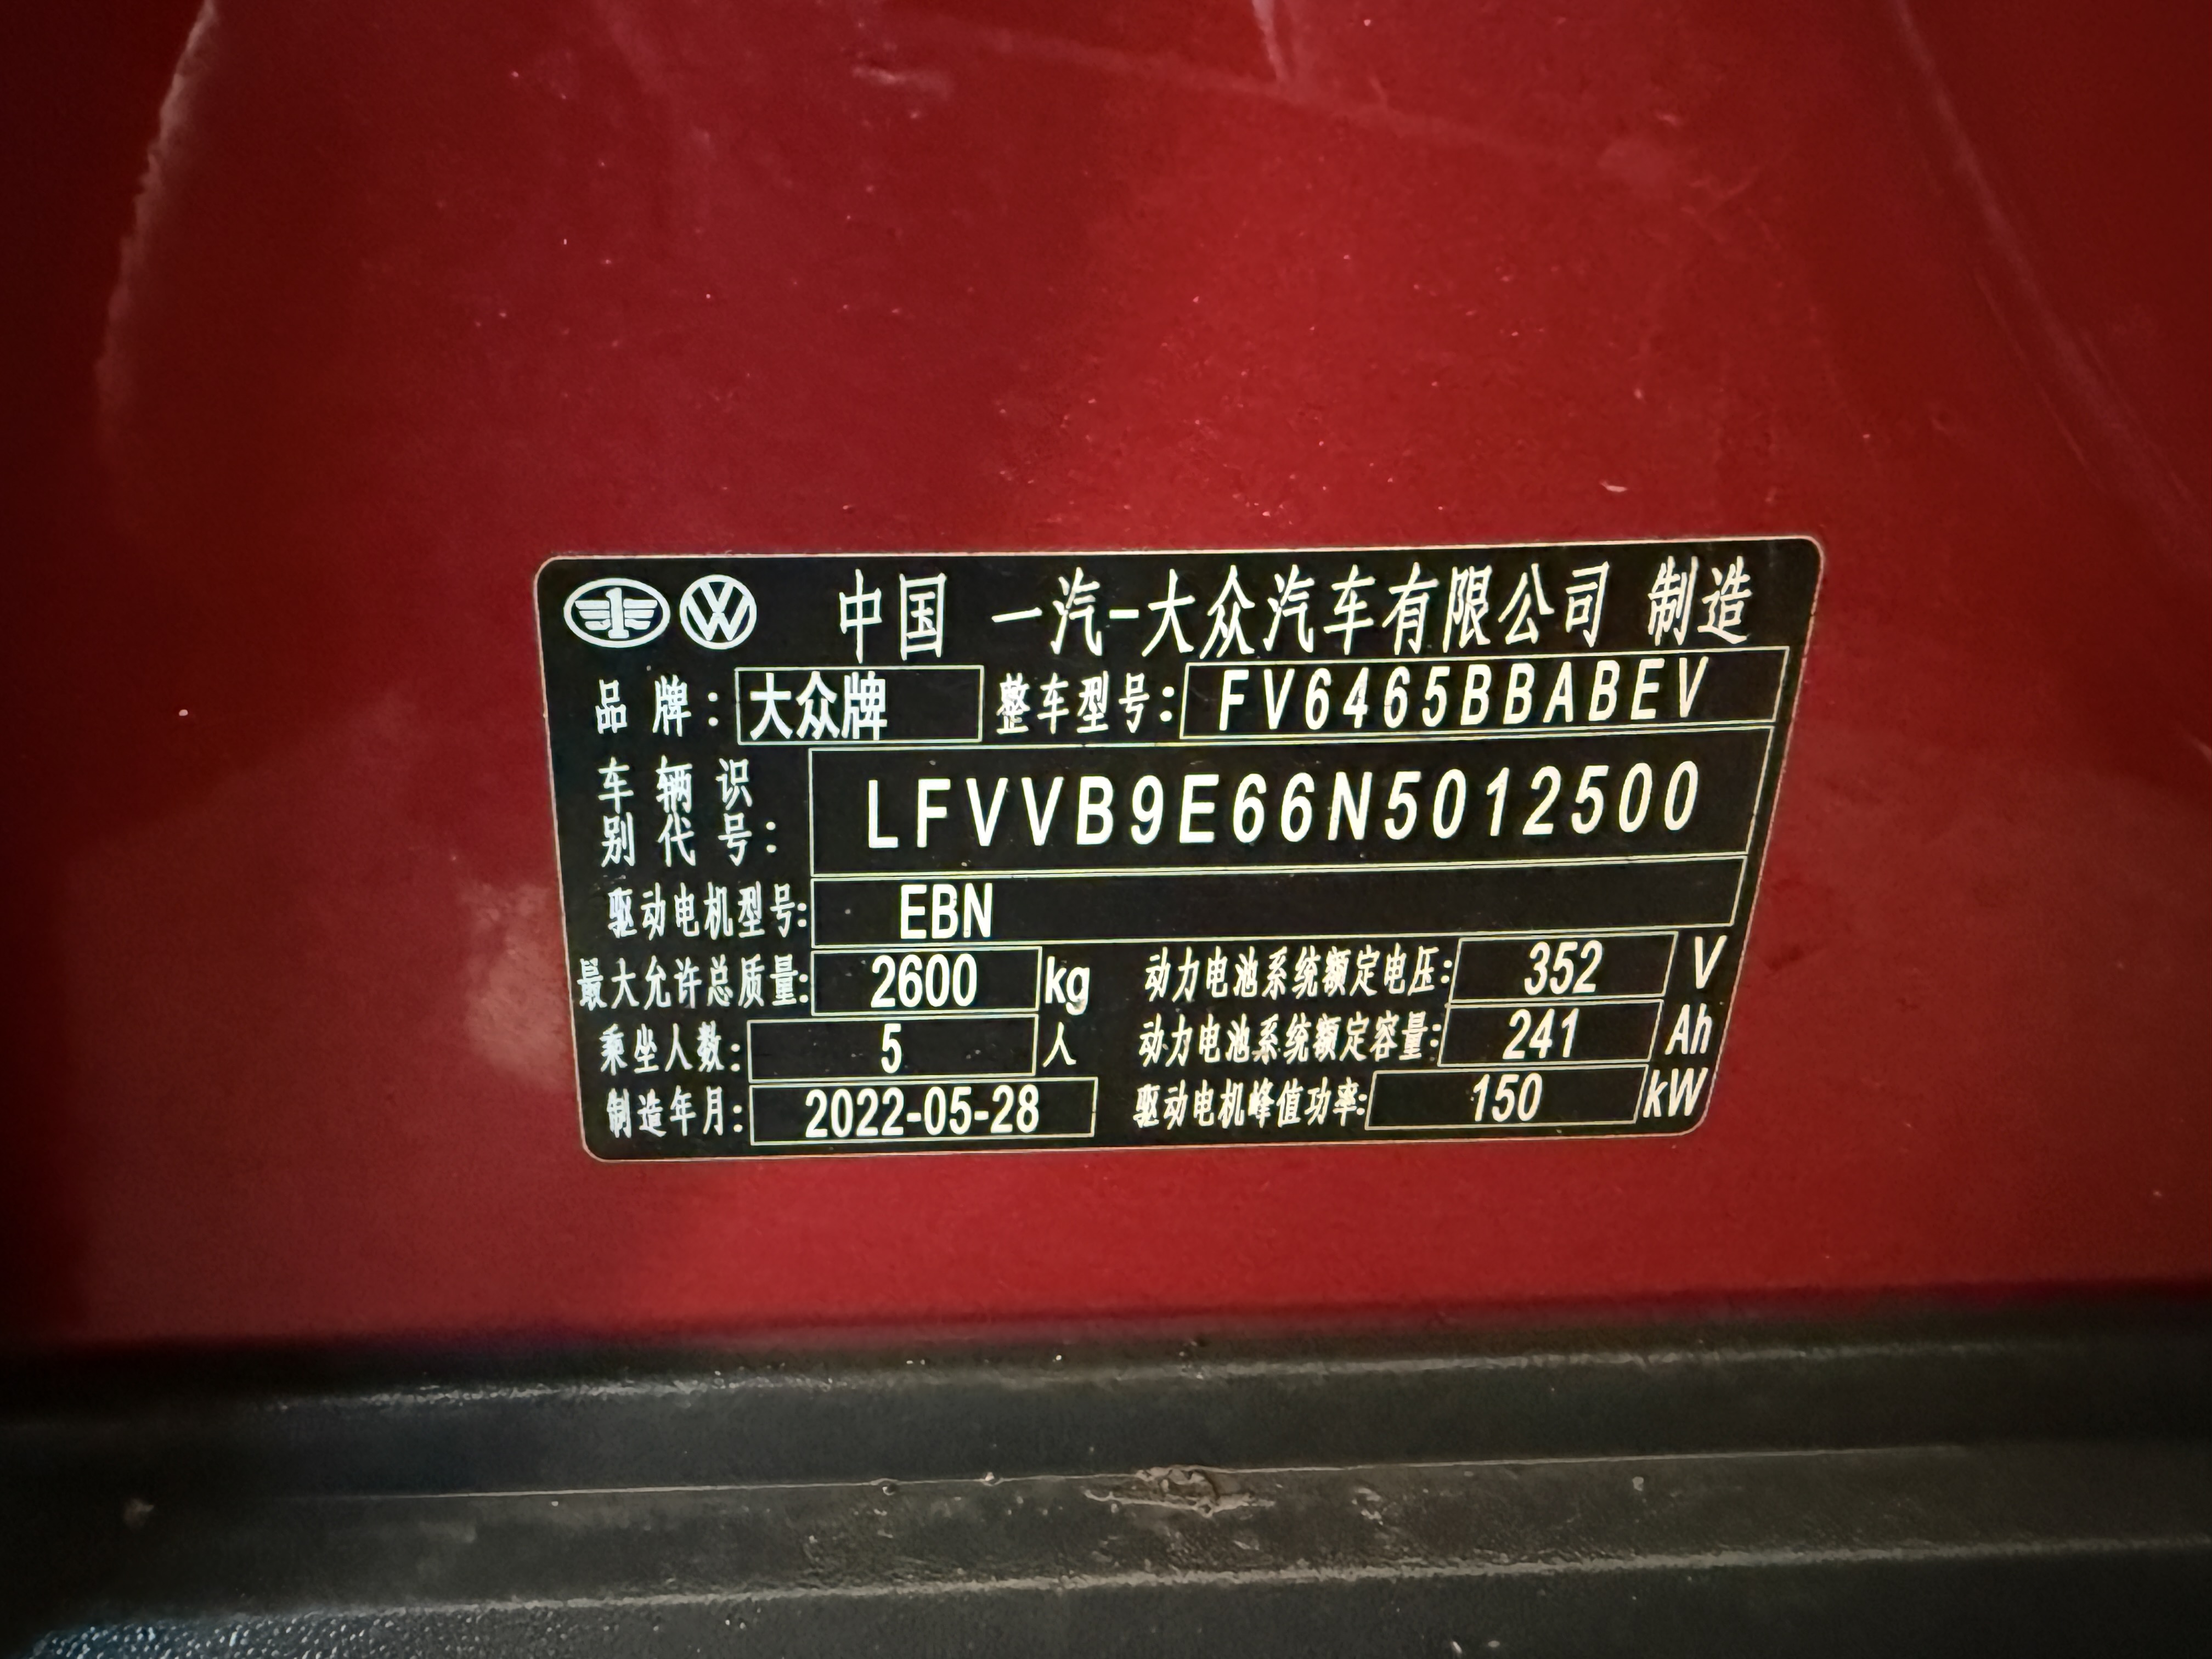 中国 一汽-大众汽车有限公司 制造
品牌: 大众牌 整车型号: FV6465BBABEV
车辆识别代号: LFVVB9E66N5012500
驱动电机型号: EBN
最大允许总质量: 2600 kg 动力电池系统额定电压: 352 V
乘坐人数: 5 人 动力电池系统额定容量: 241 Ah
制造年月: 2022-05-28 驱动电机峰值功率: 150 kW